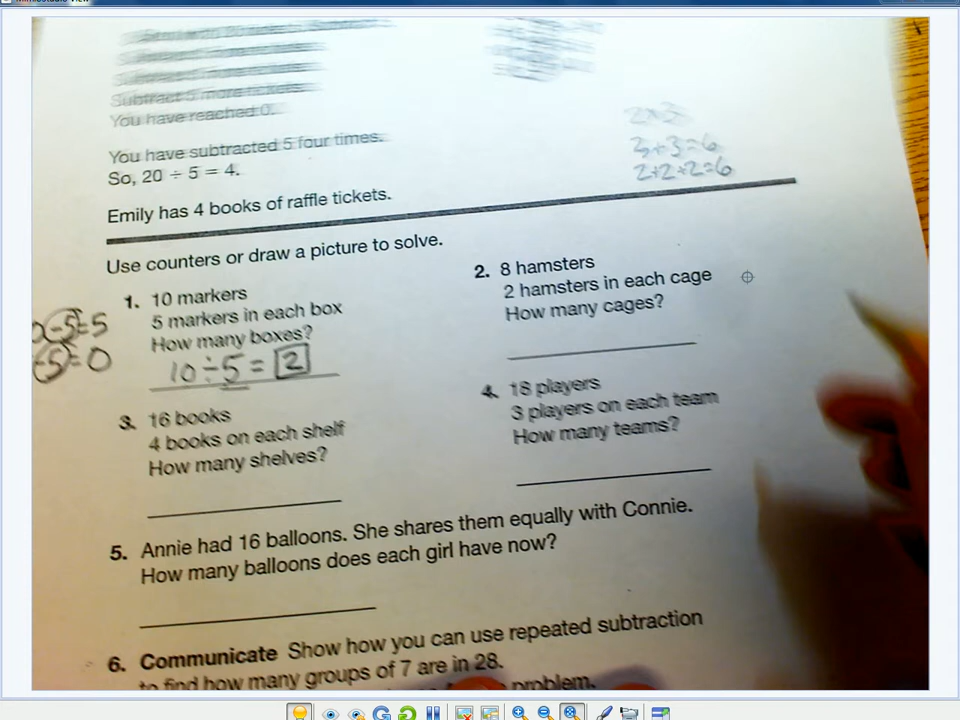 Subtract 5 more tickets.
You have reached 0.
You have subtracted 5 four times.
So, 20 ÷ 5 = 4.
Emily has 4 books of raffle tickets.
2×3
3+3=6
2+2+2=6
Use counters or draw a picture to solve.
1. 10 markers
5 markers in each box
How many boxes?
10 ÷ 5 = 2
-5=5
-5=0
2. 8 hamsters
2 hamsters in each cage
How many cages?
3. 16 books
4 books on each shelf
How many shelves?
4. 18 players
3 players on each team
How many teams?
5. Annie had 16 balloons. She shares them equally with Connie.
How many balloons does each girl have now?
6. Communicate Show how you can use repeated subtraction
to find how many groups of 7 are in 28.
problem.